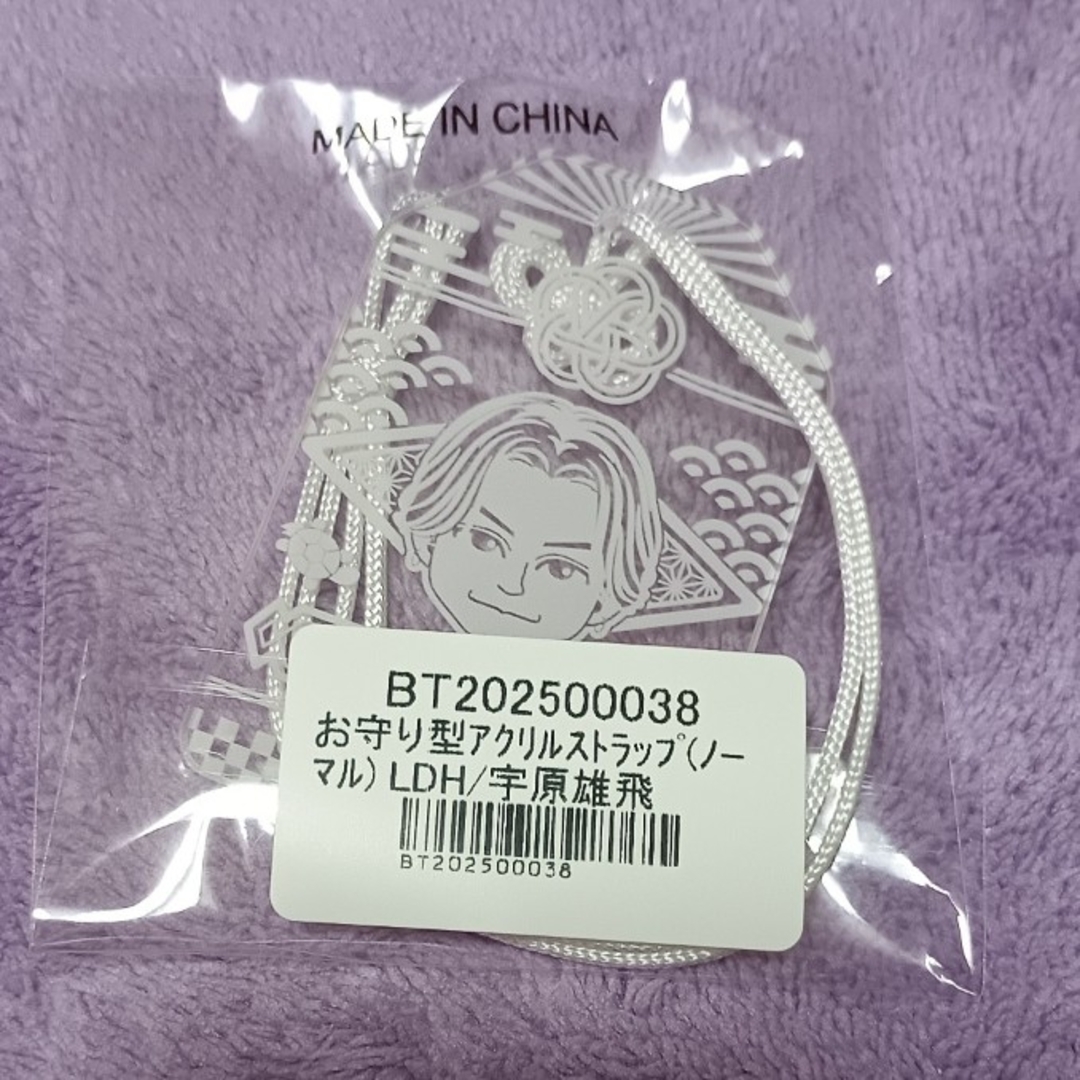 MADE IN CHINA
BT202500038
お守り型アクリルストラップ(ノー
マル) LDH/宇原雄飛
BT202500038